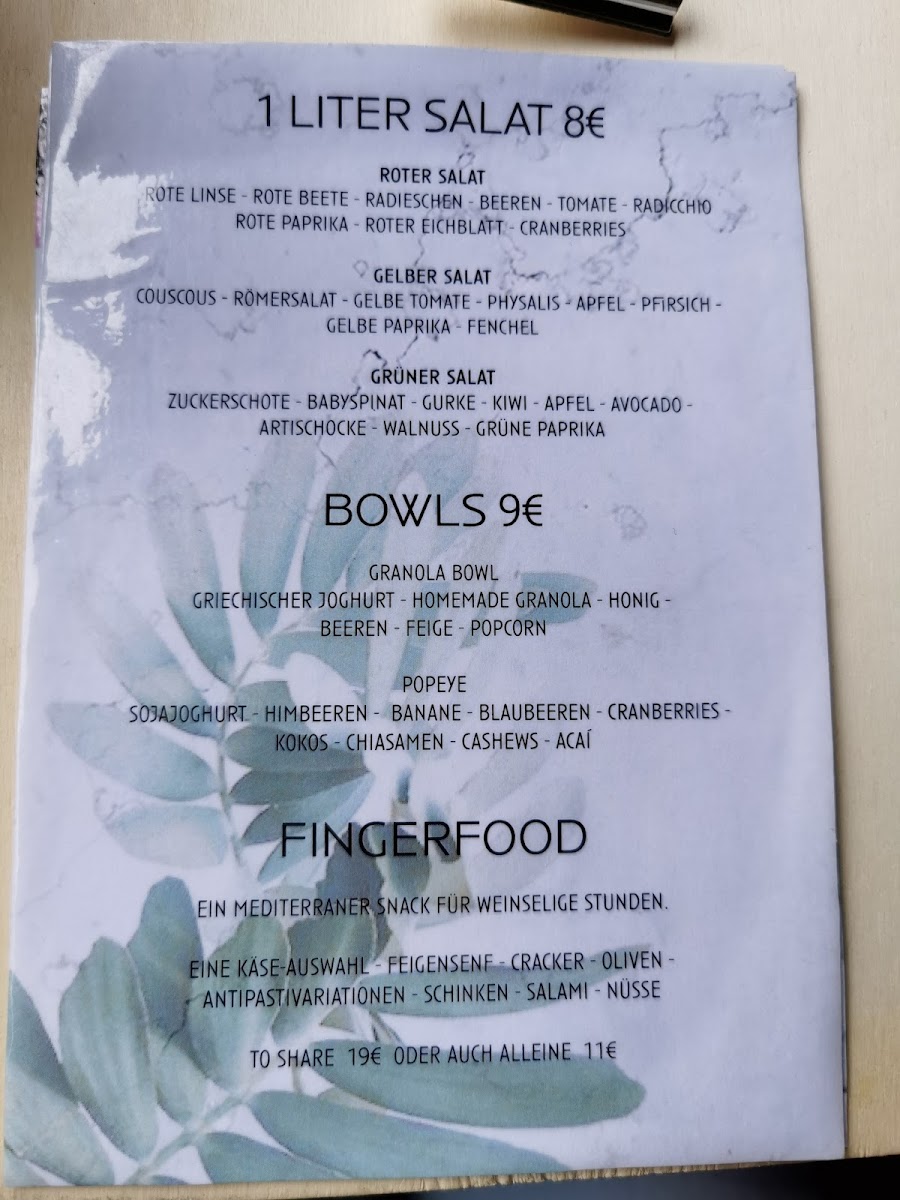 1 LITER SALAT 8€
ROTER SALAT
ROTE LINSE - ROTE BEETE - RADIESCHEN - BEEREN - TOMATE - RADICCHIO
ROTE PAPRIKA - ROTER EICHBLATT - CRANBERRIES
GELBER SALAT
COUSCOUS - RÖMERSALAT - GELBE TOMATE - PHYSALIS - APFEL - PFIRSICH -
GELBE PAPRIKA - FENCHEL
GRÜNER SALAT
ZUCKERSCHOTE - BABYSPINAT - GURKE - KIWI - APFEL - AVOCADO -
ARTISCHOCKE - WALNUSS - GRÜNE PAPRIKA
BOWLS 9€
GRANOLA BOWL
GRIECHISCHER JOGHURT - HOMEMADE GRANOLA - HONIG -
BEEREN - FEIGE - POPCORN
POPEYE
SOJAJOGHURT - HIMBEEREN - BANANE - BLAUBEEREN - CRANBERRIES -
KOKOS - CHIASAMEN - CASHEWS - ACAÍ
FINGERFOOD
EIN MEDITERRANER SNACK FÜR WEINSELIGE STUNDEN.
EINE KÄSE-AUSWAHL - FEIGENSENF - CRACKER - OLIVEN -
ANTIPASTIVARIATIONEN - SCHINKEN - SALAMI - NÜSSE
TO SHARE 19€ ODER AUCH ALLEINE 11€